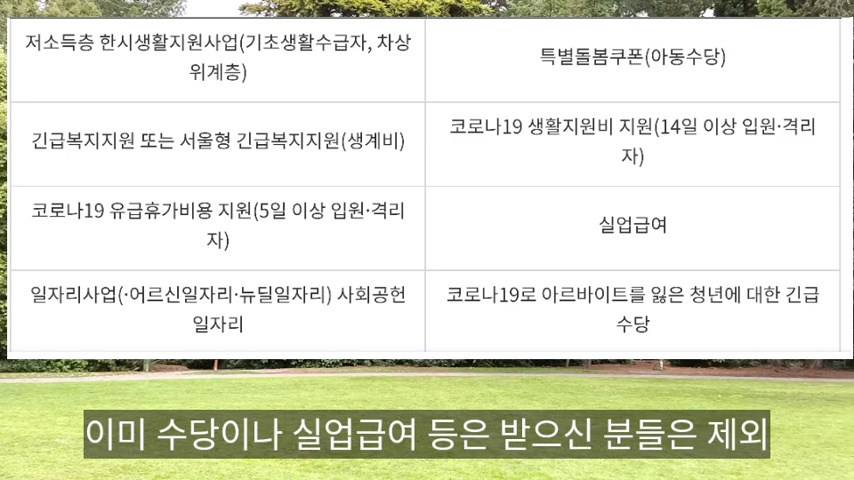 저소득층 한시생활지원사업(기초생활수급자, 차상
위계층)
특별돌봄쿠폰(아동수당)
긴급복지지원 또는 서울형 긴급복지지원(생계비)
코로나19 생활지원비 지원(14일 이상 입원·격리
자)
코로나19 유급휴가비용 지원(5일 이상 입원·격리
자)
실업급여
일자리사업(·어르신일자리·뉴딜일자리) 사회공헌
일자리
코로나19로 아르바이트를 잃은 청년에 대한 긴급
수당
이미 수당이나 실업급여 등은 받으신 분들은 제외